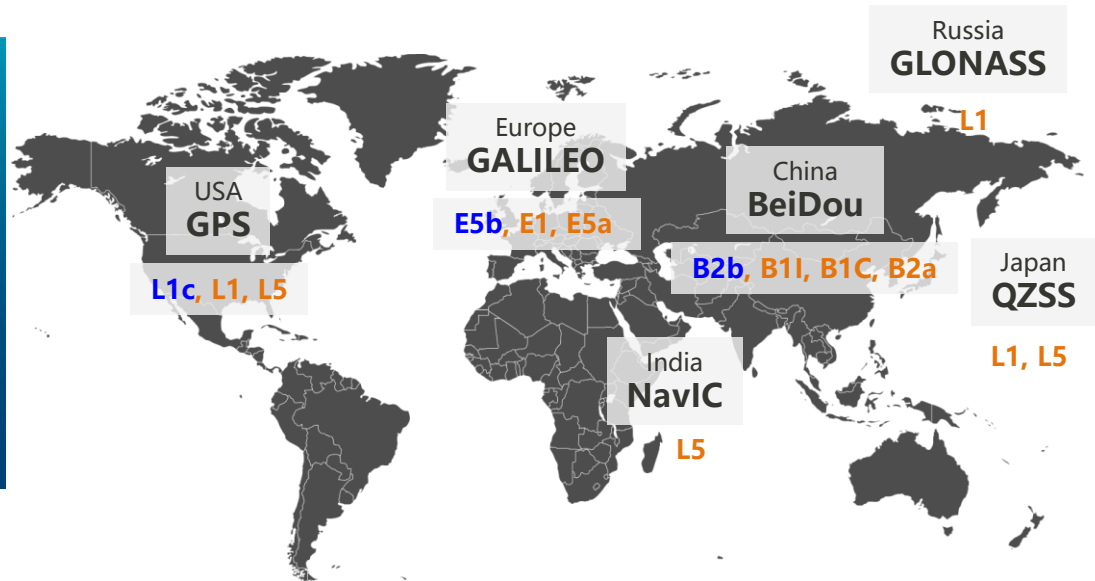 Russia
GLONASS
L1
Europe
GALILEO
E5b, E1, E5a
China
BeiDou
B2b, B1I, B1C, B2a
USA
GPS
L1c, L1, L5
Japan
QZSS
L1, L5
India
NavIC
L5